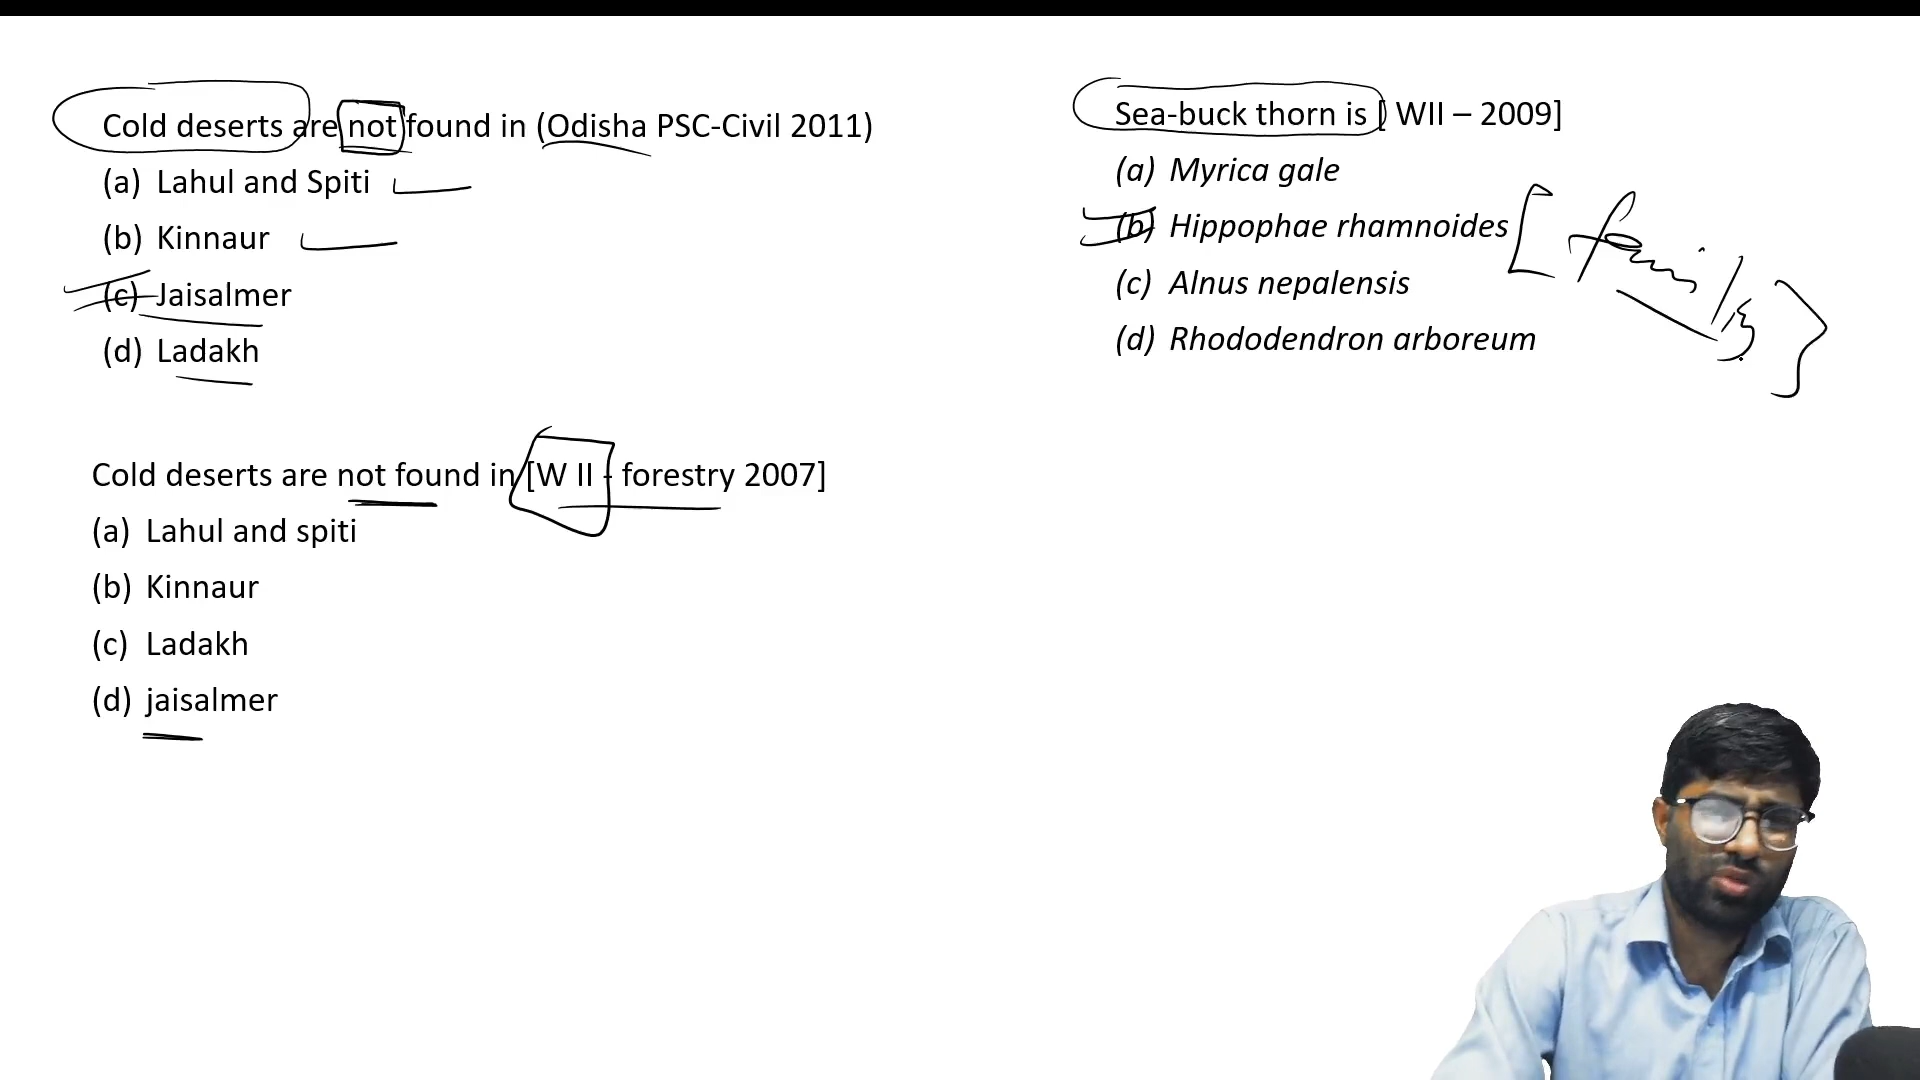 Cold deserts are not found in (Odisha PSC-Civil 2011)
(a) Lahul and Spiti
(b) Kinnaur
(c) Jaisalmer
(d) Ladakh
Cold deserts are not found in [W II - forestry 2007]
(a) Lahul and spiti
(b) Kinnaur
(c) Ladakh
(d) jaisalmer
Sea-buck thorn is [ WII – 2009]
(a) Myrica gale
(b) Hippophae rhamnoides
(c) Alnus nepalensis
(d) Rhododendron arboreum
[family}